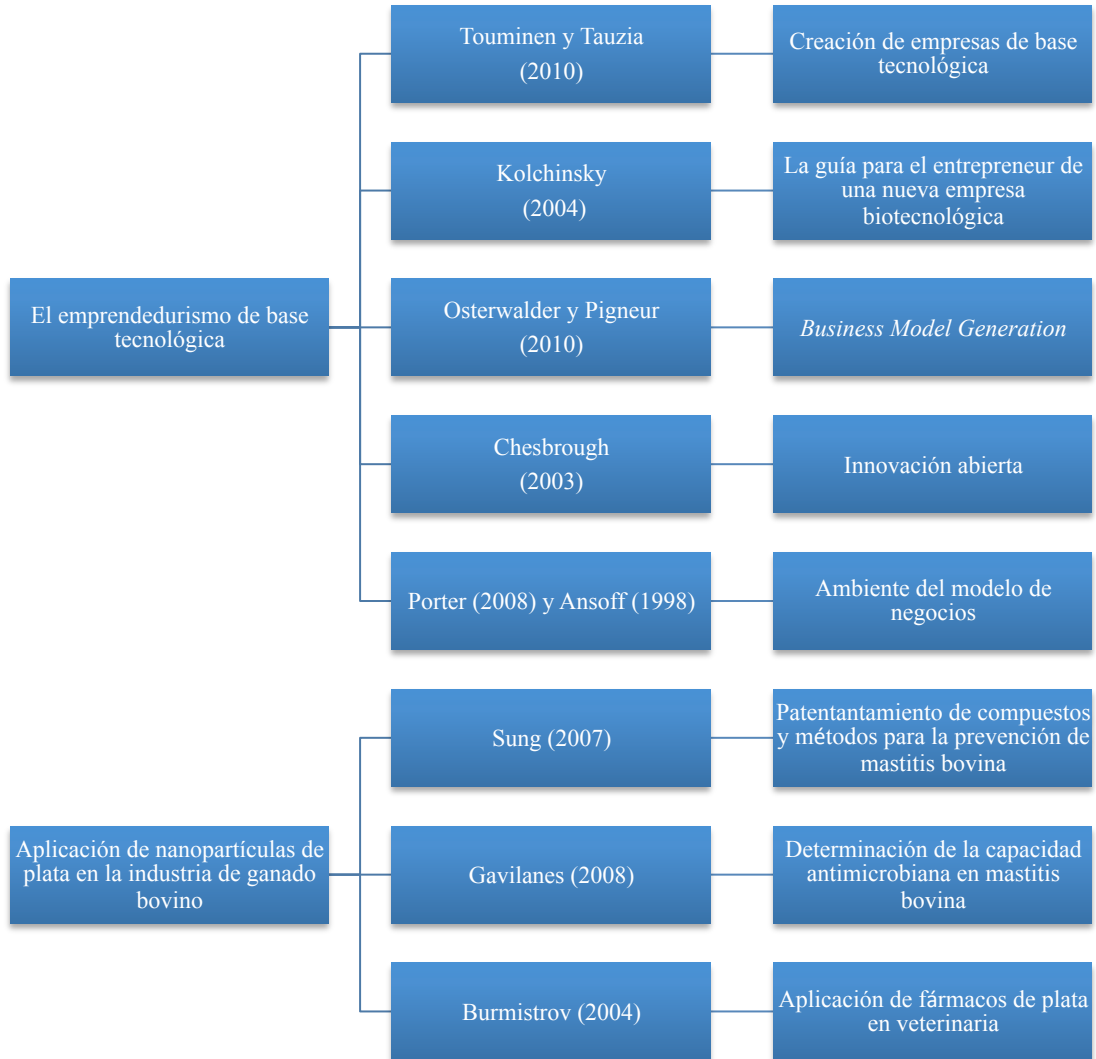 Touminen y Tauzia
(2010)
Creación de empresas de base
tecnológica
Kolchinsky
(2004)
La guía para el entrepreneur de
una nueva empresa
biotecnológica
El emprendedurismo de base
tecnológica
Osterwalder y Pigneur
(2010)
Business Model Generation
Chesbrough
(2003)
Innovación abierta
Porter (2008) y Ansoff (1998)
Ambiente del modelo de
negocios
Sung (2007)
Patentantamiento de compuestos
y métodos para la prevención de
mastitis bovina
Aplicación de nanopartículas de
plata en la industria de ganado
bovino
Gavilanes (2008)
Determinación de la capacidad
antimicrobiana en mastitis
bovina
Burmistrov (2004)
Aplicación de fármacos de plata
en veterinaria